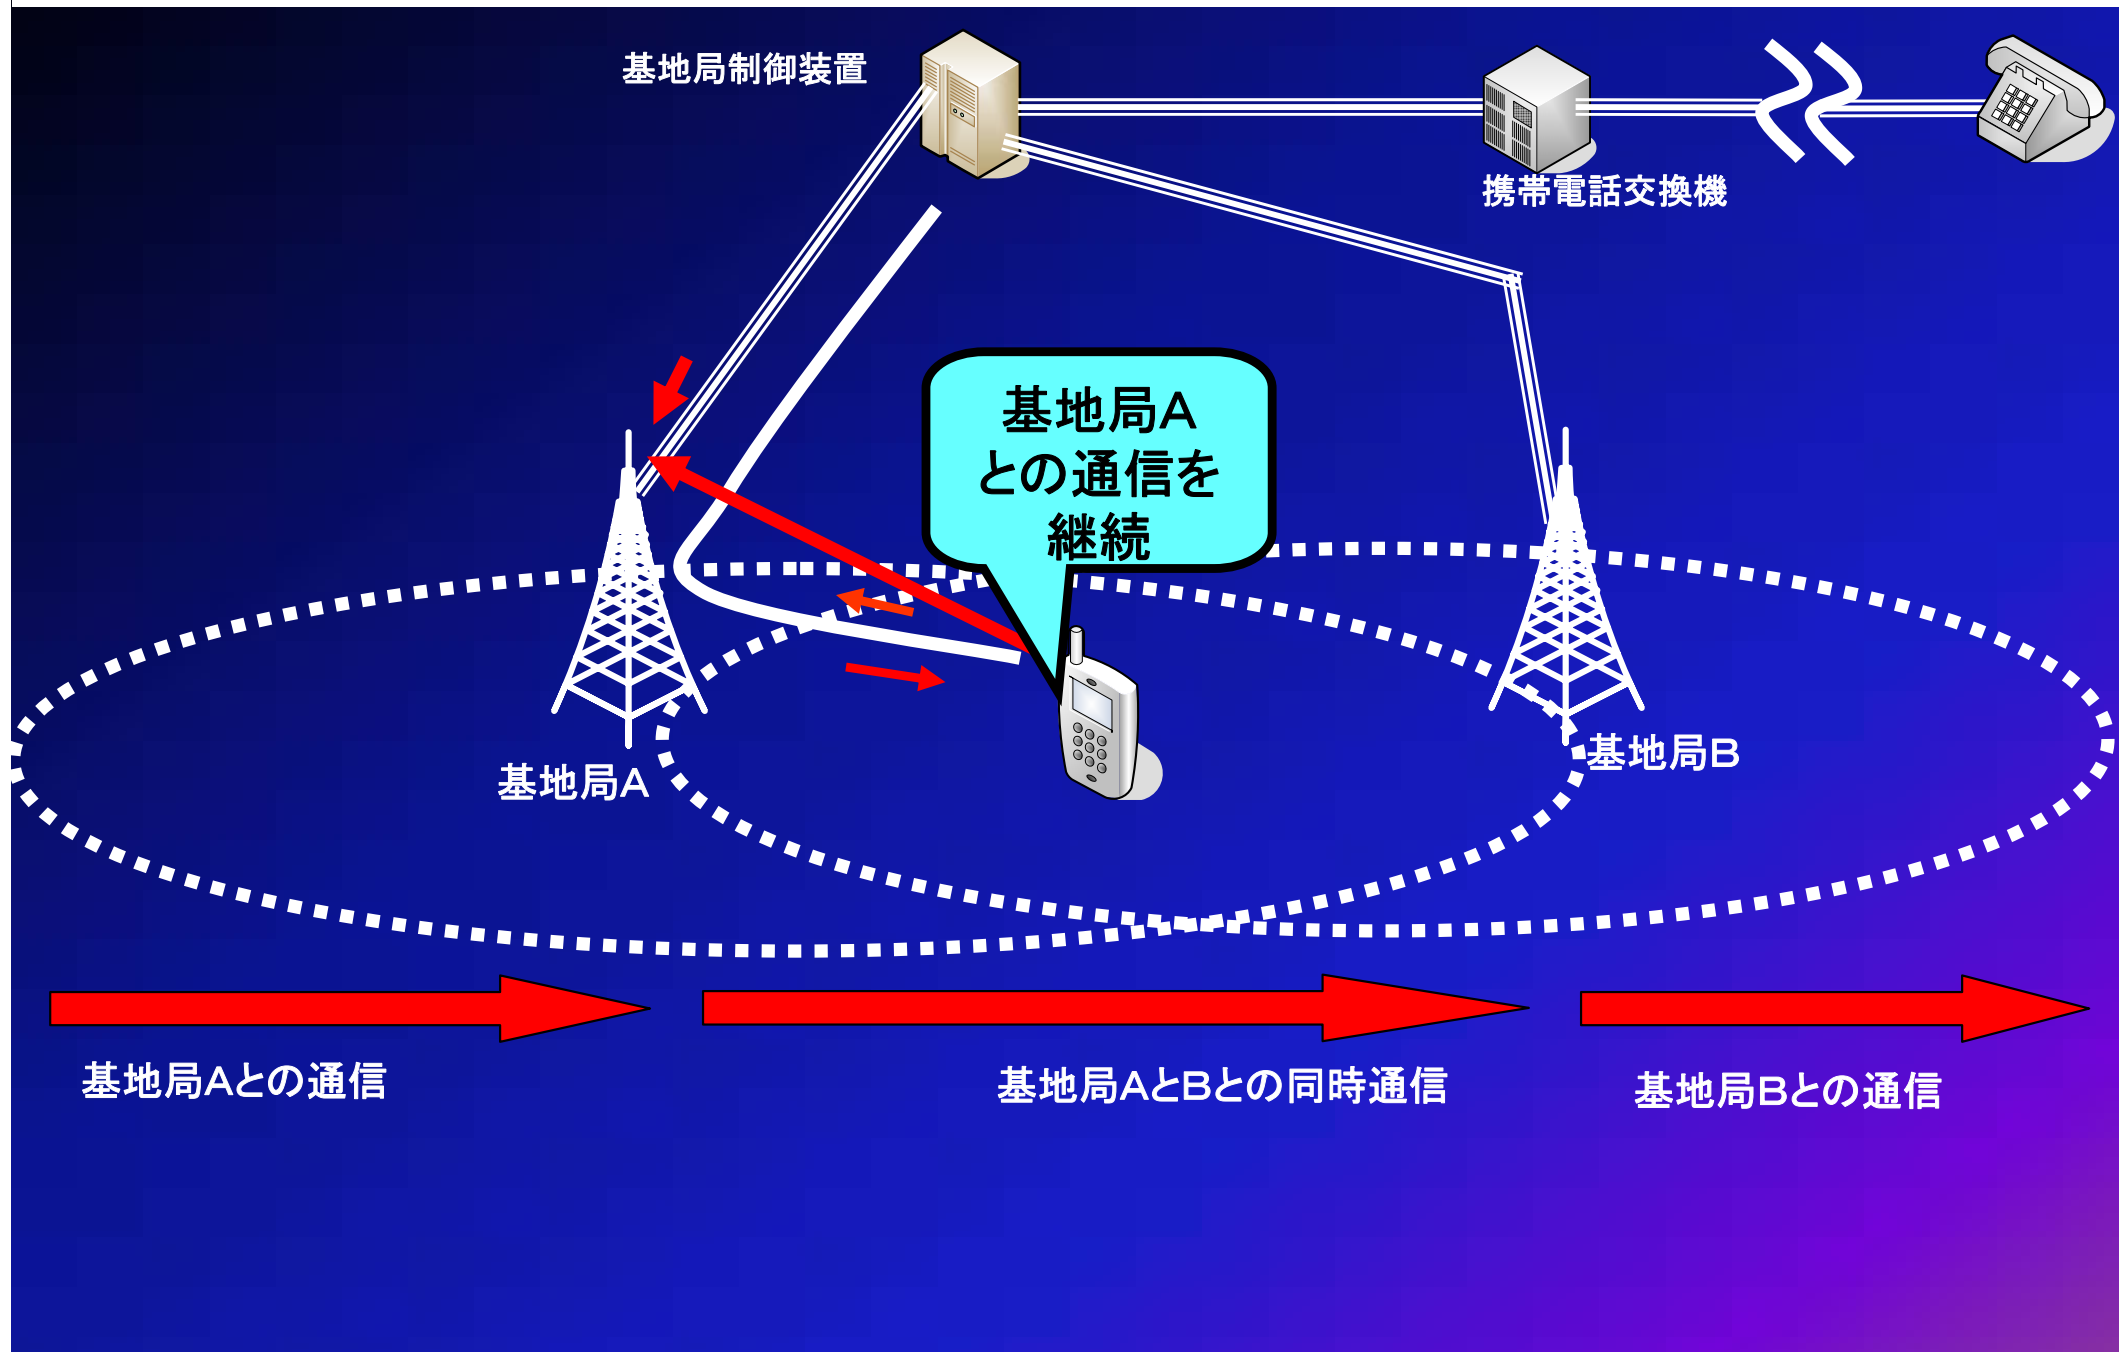 基地局制御装置
携帯電話交換機
基地局A
との通信を
継続
基地局A
基地局B
基地局Aとの通信
基地局AとBとの同時通信
基地局Bとの通信